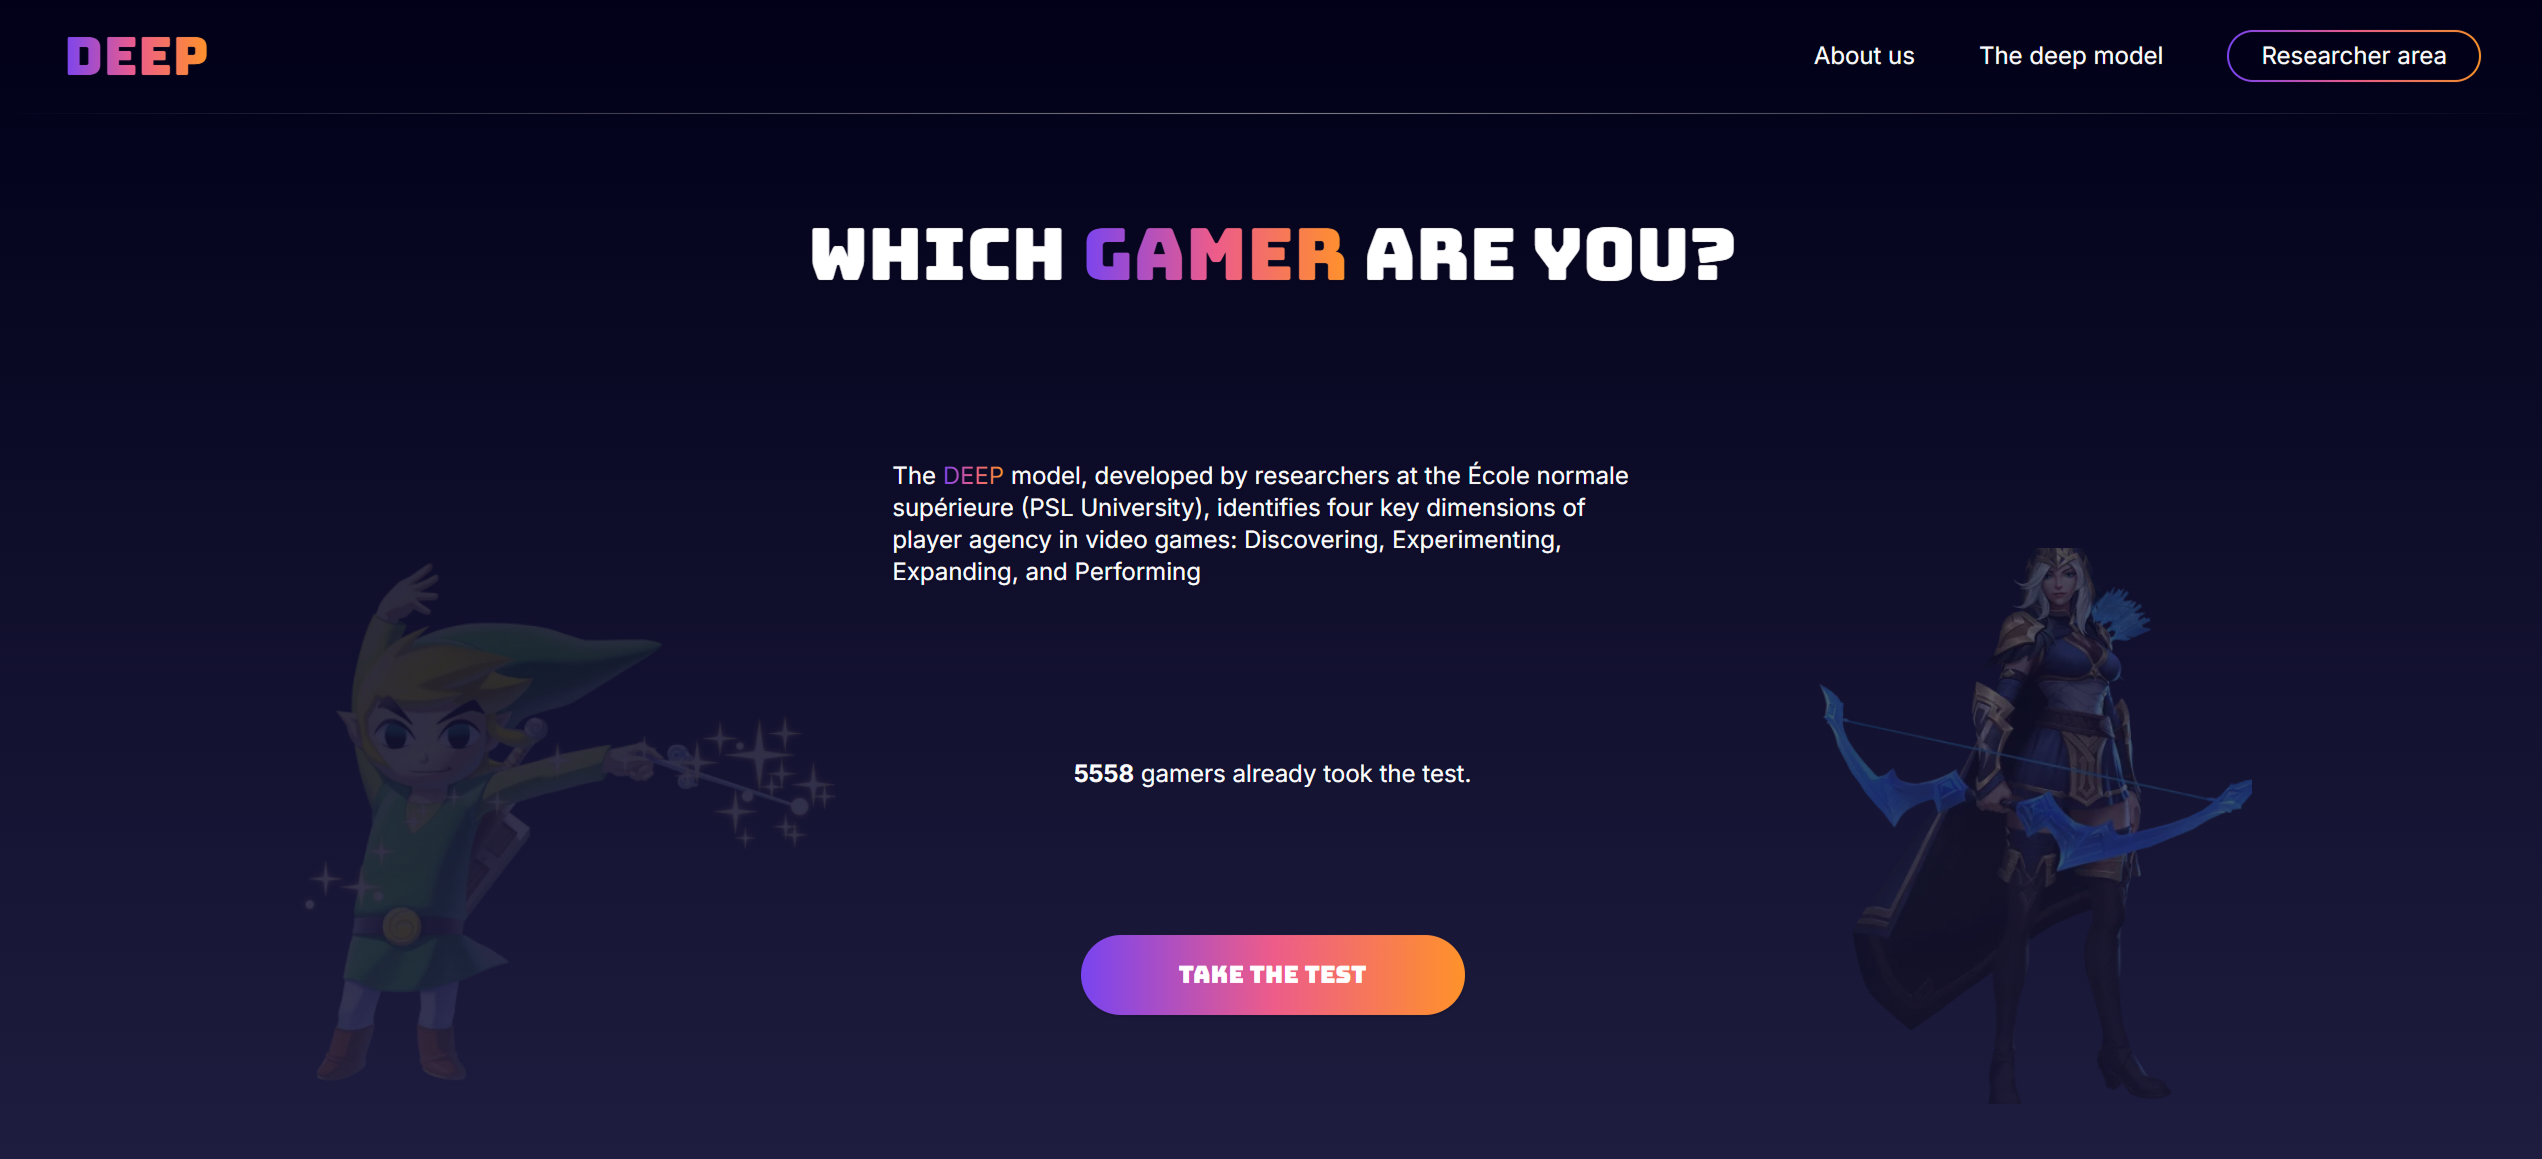 DEEP
About us
The deep model
Researcher area
WHICH GAMER ARE YOU?
The DEEP model, developed by researchers at the École normale
supérieure (PSL University), identifies four key dimensions of
player agency in video games: Discovering, Experimenting,
Expanding, and Performing
5558 gamers already took the test.
TAKE THE TEST